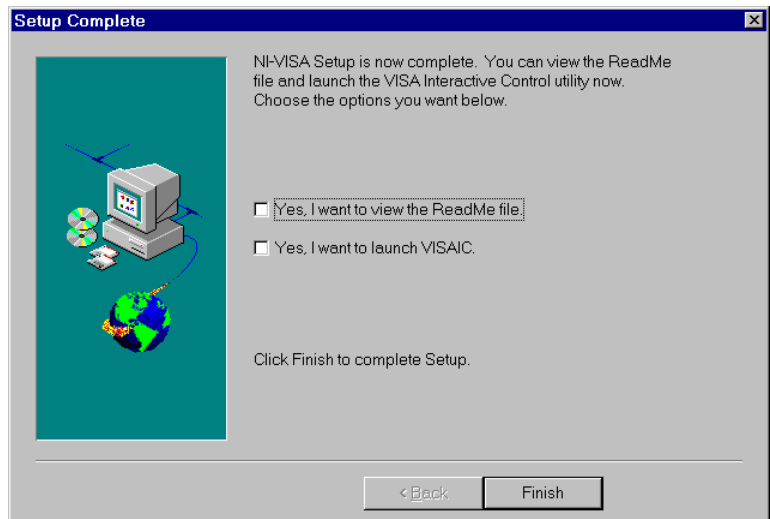 Setup Complete
NI-VISA Setup is now complete. You can view the ReadMe
file and launch the VISA Interactive Control utility now.
Choose the options you want below.
Yes, I want to view the ReadMe file.
Yes, I want to launch VISAIC.
Click Finish to complete Setup.
< Back
Finish